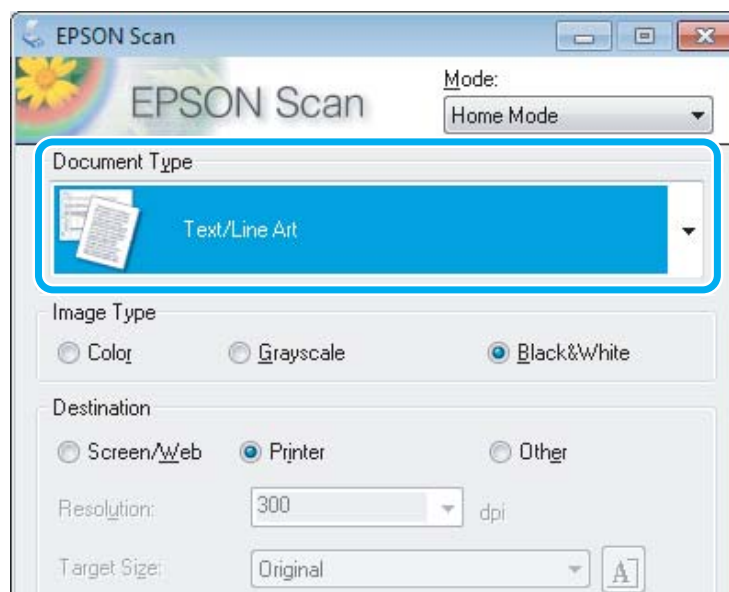 EPSON Scan
EPSON Scan
Mode:
Home Mode
Document Type
Text/Line Art
Image Type
Color Grayscale Black&White
Destination
Screen/Web Printer Other
Resolution: 300 dpi
Target Size: Original A